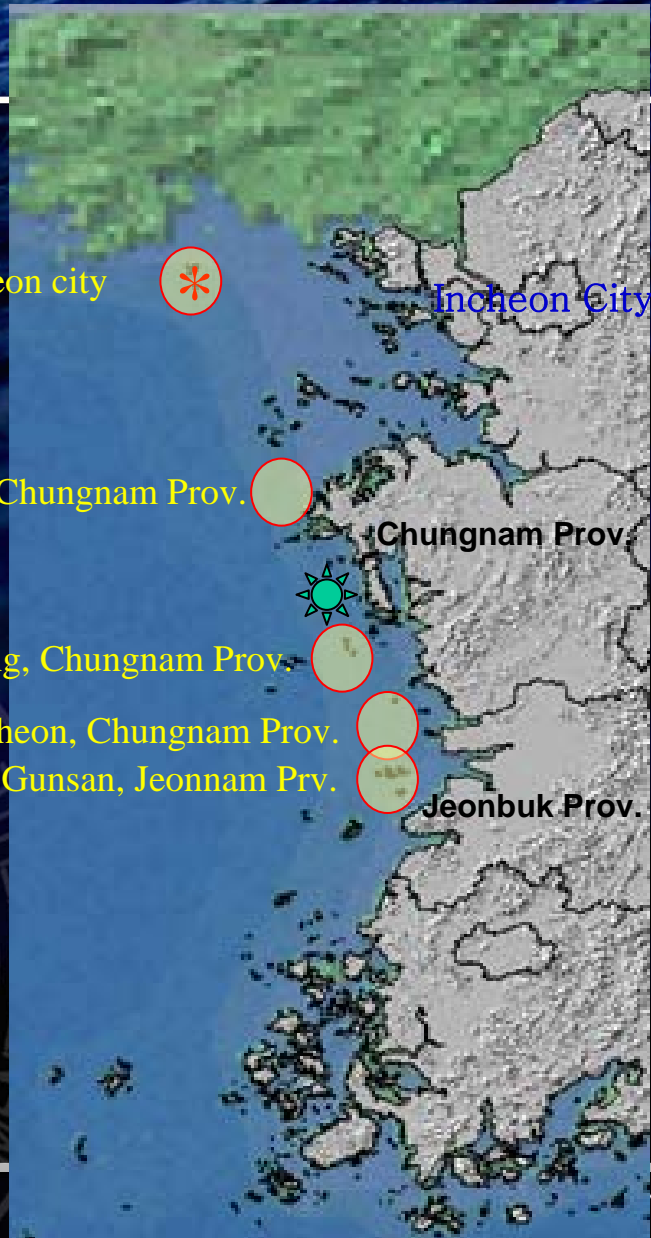 eon city
Incheon City
Chungnam Prov.
Chungnam Prov.
g, Chungnam Prov.
heon, Chungnam Prov.
Gunsan, Jeonnam Prv.
Jeonbuk Prov.